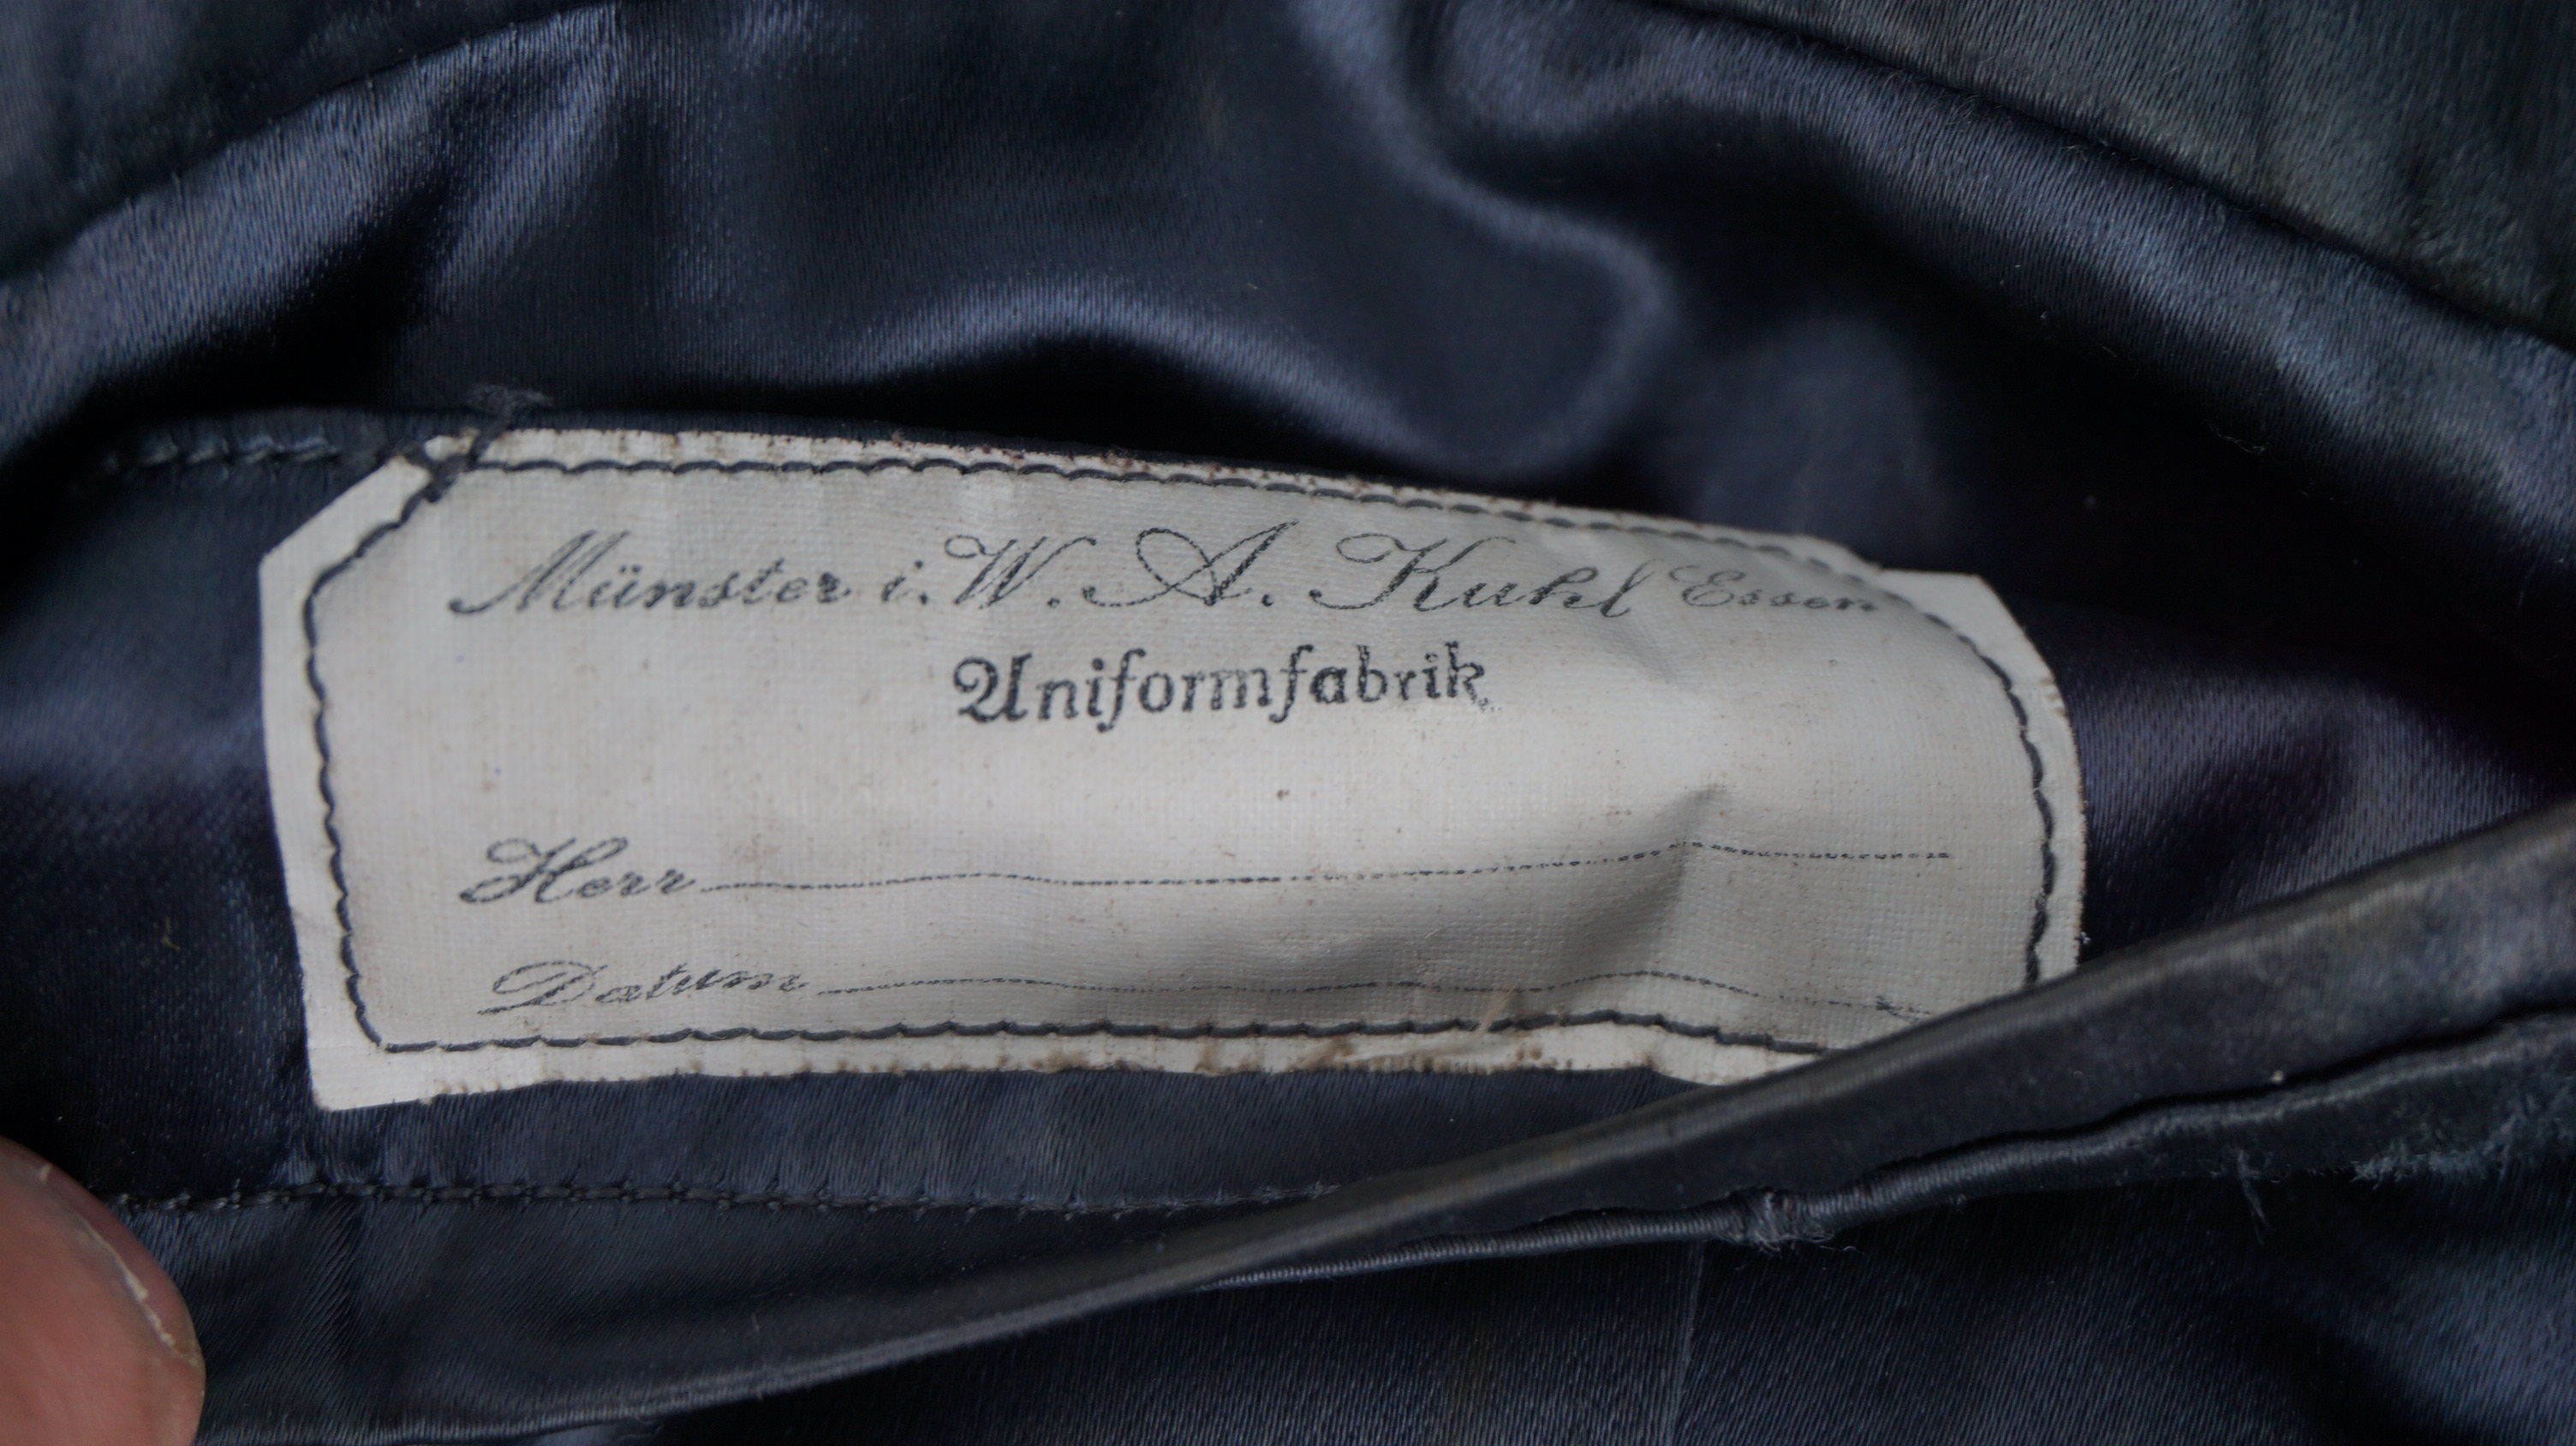 Münster i. W. A. Kuhl Essen
Uniformfabrik
Herr
Datum